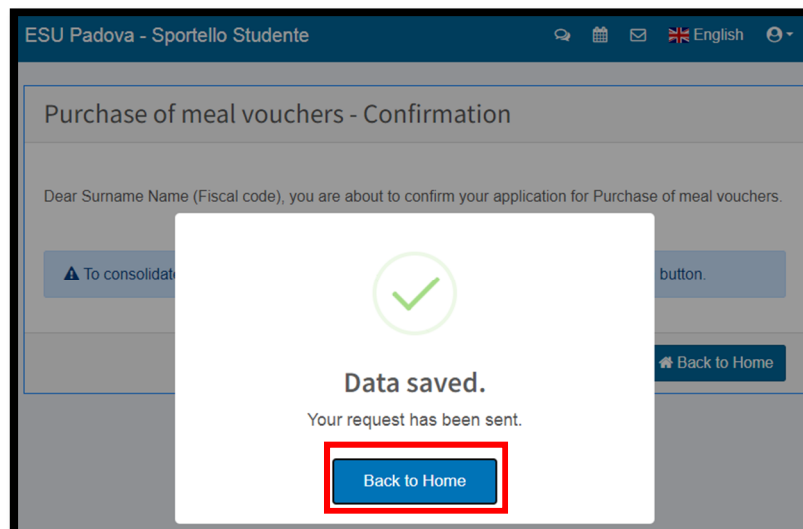 ESU Padova - Sportello Studente English
Purchase of meal vouchers - Confirmation
Dear Surname Name (Fiscal code), you are about to confirm your application for Purchase of meal vouchers.
To consolidate button.
Back to Home
Data saved.
Your request has been sent.
Back to Home